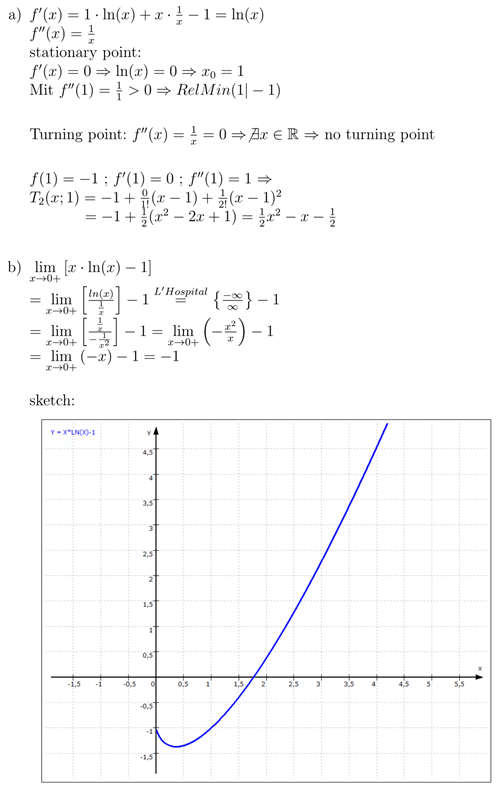 a) f′(x) = 1 · ln(x) + x · 1/x − 1 = ln(x)
f″(x) = 1/x
stationary point:
f′(x) = 0 ⇒ ln(x) = 0 ⇒ x₀ = 1
Mit f″(1) = 1/1 > 0 ⇒ RelMin(1| − 1)
Turning point: f″(x) = 1/x = 0 ⇒ ∄x ∈ ℝ ⇒ no turning point
f(1) = −1 ; f′(1) = 0 ; f″(1) = 1 ⇒
T₂(x; 1) = −1 + 0/1!(x − 1) + 1/2!(x − 1)²
= −1 + 1/2(x² − 2x + 1) = 1/2x² − x − 1/2
b) lim x→0+ [x · ln(x) − 1]
= lim x→0+ [ln(x)/(1/x)] − 1 L′Hospital = {−∞/∞} − 1
= lim x→0+ [(1/x)/(−1/x²)] − 1 = lim x→0+ (−x²/x) − 1
= lim x→0+ (−x) − 1 = −1
sketch:
Y = X*LN(X)-1
y
4,5
4
3,5
3
2,5
2
1,5
1
0,5
x
-1,5 -1 -0,5 0 0,5 1 1,5 2 2,5 3 3,5 4 4,5 5 5,5
-0,5
-1
-1,5